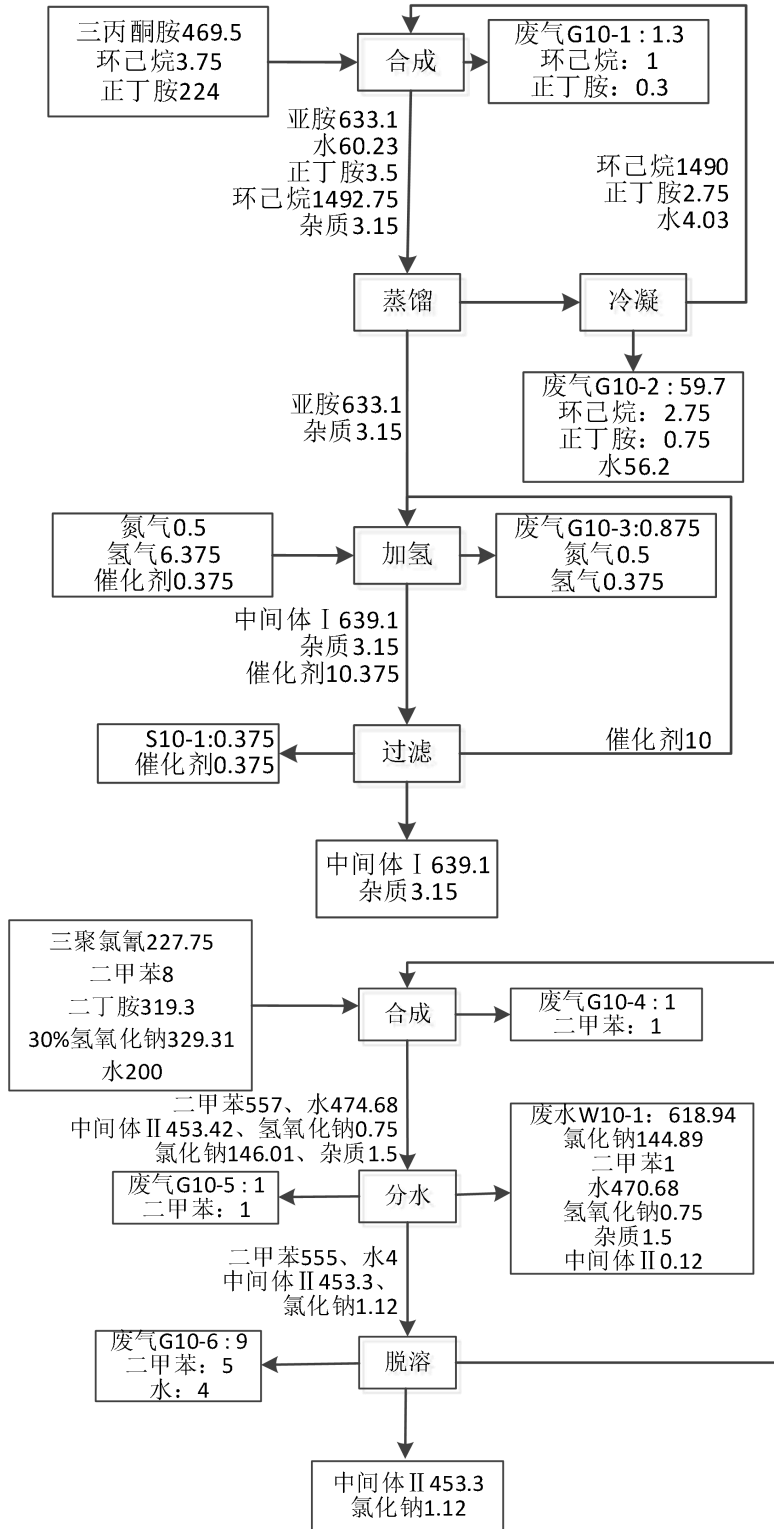 三丙酮胺469.5
环己烷3.75
正丁胺224
合成
废气G10-1：1.3
环己烷：1
正丁胺：0.3
亚胺633.1
水60.23
正丁胺3.5
环己烷1492.75
杂质3.15
环己烷1490
正丁胺2.75
水4.03
蒸馏
冷凝
亚胺633.1
杂质3.15
废气G10-2：59.7
环己烷：2.75
正丁胺：0.75
水56.2
氮气0.5
氢气6.375
催化剂0.375
加氢
废气G10-3:0.875
氮气0.5
氢气0.375
中间体Ⅰ639.1
杂质3.15
催化剂10.375
S10-1:0.375
催化剂0.375
过滤
催化剂10
中间体Ⅰ639.1
杂质3.15
三聚氯氰227.75
二甲苯8
二丁胺319.3
30%氢氧化钠329.31
水200
合成
废气G10-4：1
二甲苯：1
二甲苯557、水474.68
中间体Ⅱ453.42、氢氧化钠0.75
氯化钠146.01、杂质1.5
废气G10-5：1
二甲苯：1
分水
废水W10-1：618.94
氯化钠144.89
二甲苯1
水470.68
氢氧化钠0.75
杂质1.5
中间体Ⅱ0.12
二甲苯555、水4
中间体Ⅱ453.3、
氯化钠1.12
废气G10-6：9
二甲苯：5
水：4
脱溶
中间体Ⅱ453.3
氯化钠1.12